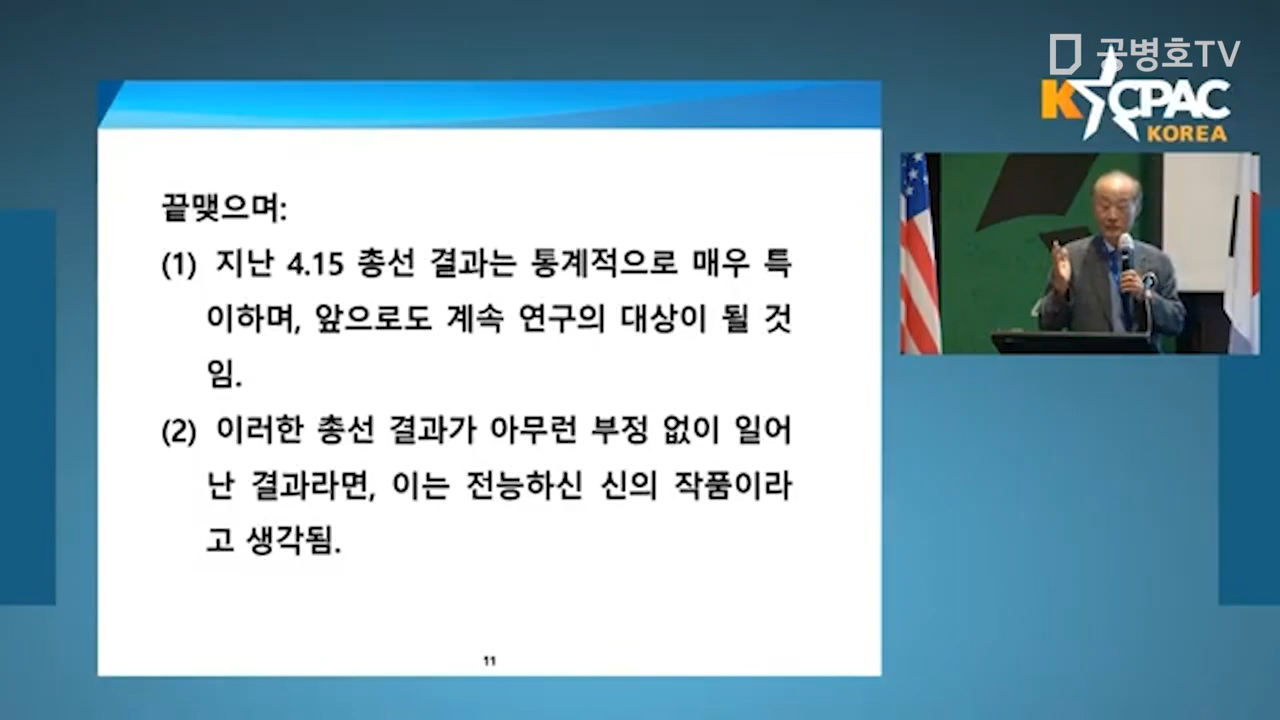 공병호TV
K CPAC
KOREA
끝맺으며:
(1) 지난 4.15 총선 결과는 통계적으로 매우 특
이하며, 앞으로도 계속 연구의 대상이 될 것
임.
(2) 이러한 총선 결과가 아무런 부정 없이 일어
난 결과라면, 이는 전능하신 신의 작품이라
고 생각됨.
11